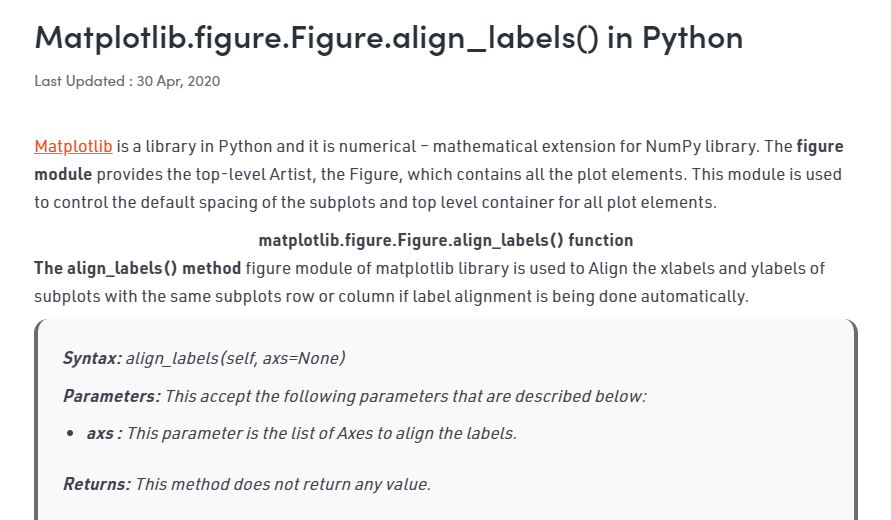 Matplotlib.figure.Figure.align_labels() in Python
Last Updated : 30 Apr, 2020
Matplotlib is a library in Python and it is numerical – mathematical extension for NumPy library. The figure
module provides the top-level Artist, the Figure, which contains all the plot elements. This module is used
to control the default spacing of the subplots and top level container for all plot elements.
matplotlib.figure.Figure.align_labels() function
The align_labels() method figure module of matplotlib library is used to Align the xlabels and ylabels of
subplots with the same subplots row or column if label alignment is being done automatically.
Syntax: align_labels(self, axs=None)
Parameters: This accept the following parameters that are described below:
• axs : This parameter is the list of Axes to align the labels.
Returns: This method does not return any value.